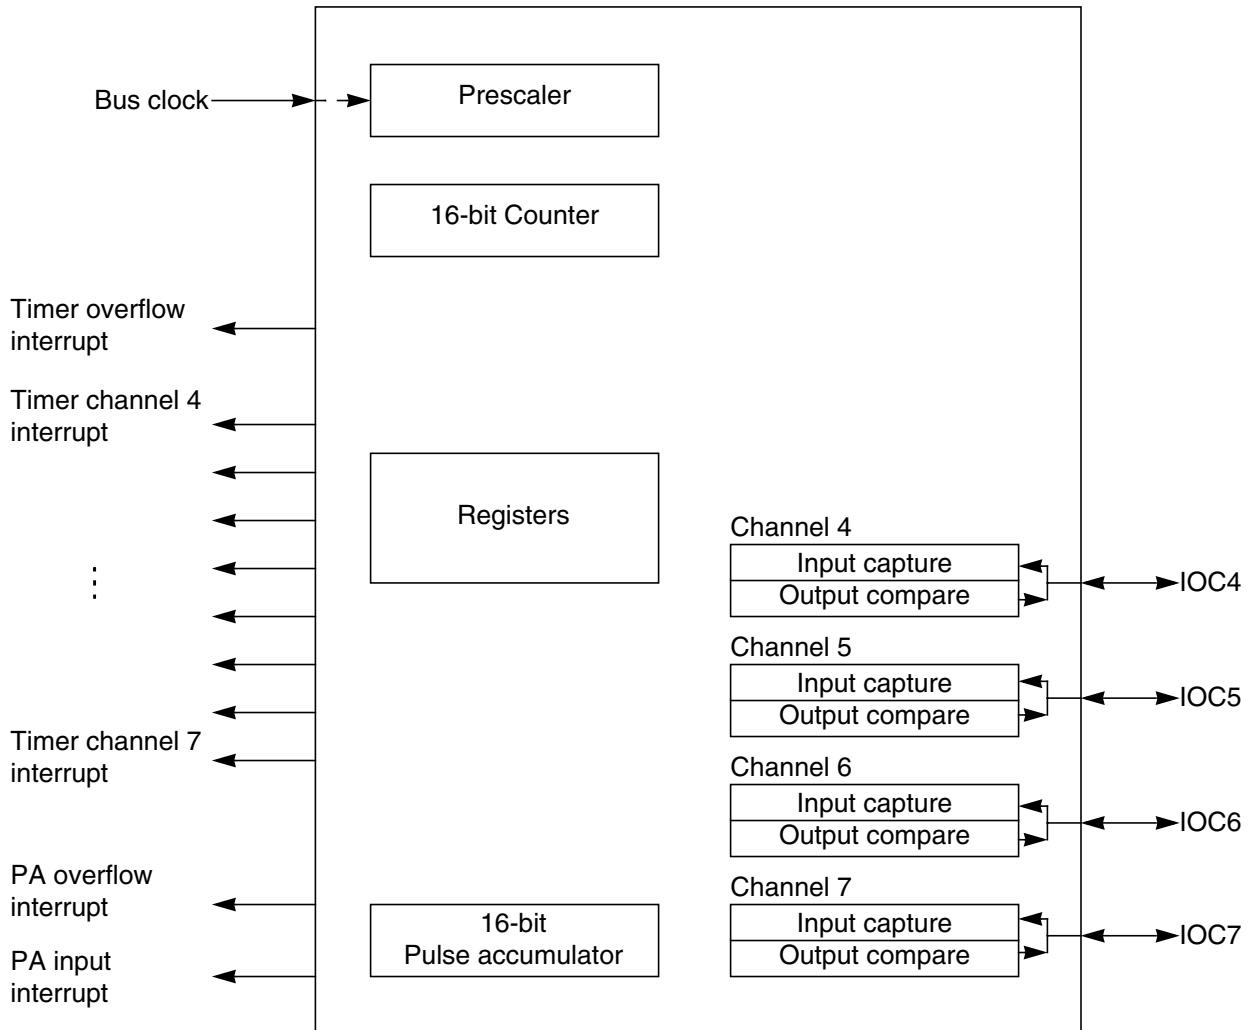 Bus clock
Prescaler
16-bit Counter
Timer overflow
interrupt
Timer channel 4
interrupt
Registers
Channel 4
Input capture
Output compare
IOC4
Channel 5
Input capture
Output compare
IOC5
Timer channel 7
interrupt
Channel 6
Input capture
Output compare
IOC6
PA overflow
interrupt
16-bit
Pulse accumulator
Channel 7
Input capture
Output compare
IOC7
PA input
interrupt